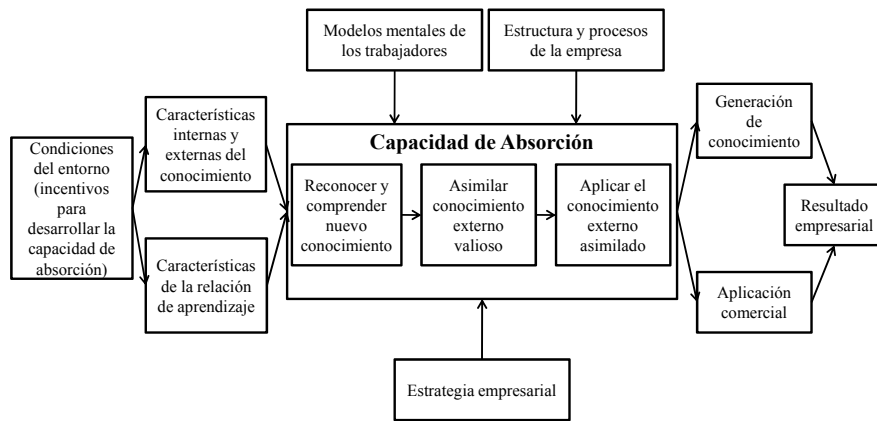 Modelos mentales de
los trabajadores
Estructura y procesos
de la empresa
Condiciones
del entorno
(incentivos
para
desarrollar la
capacidad de
absorción)
Características
internas y
externas del
conocimiento
Características
de la relación
de aprendizaje
Capacidad de Absorción
Reconocer y
comprender
nuevo
conocimiento
Asimilar
conocimiento
externo
valioso
Aplicar el
conocimiento
externo
asimilado
Generación
de
conocimiento
Aplicación
comercial
Resultado
empresarial
Estrategia empresarial